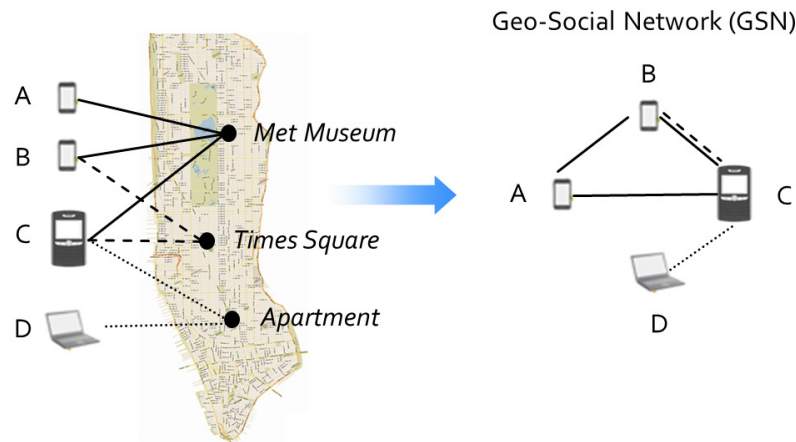 Geo-Social Network (GSN)
A
B
C
D
Met Museum
Times Square
Apartment
B
A
C
D